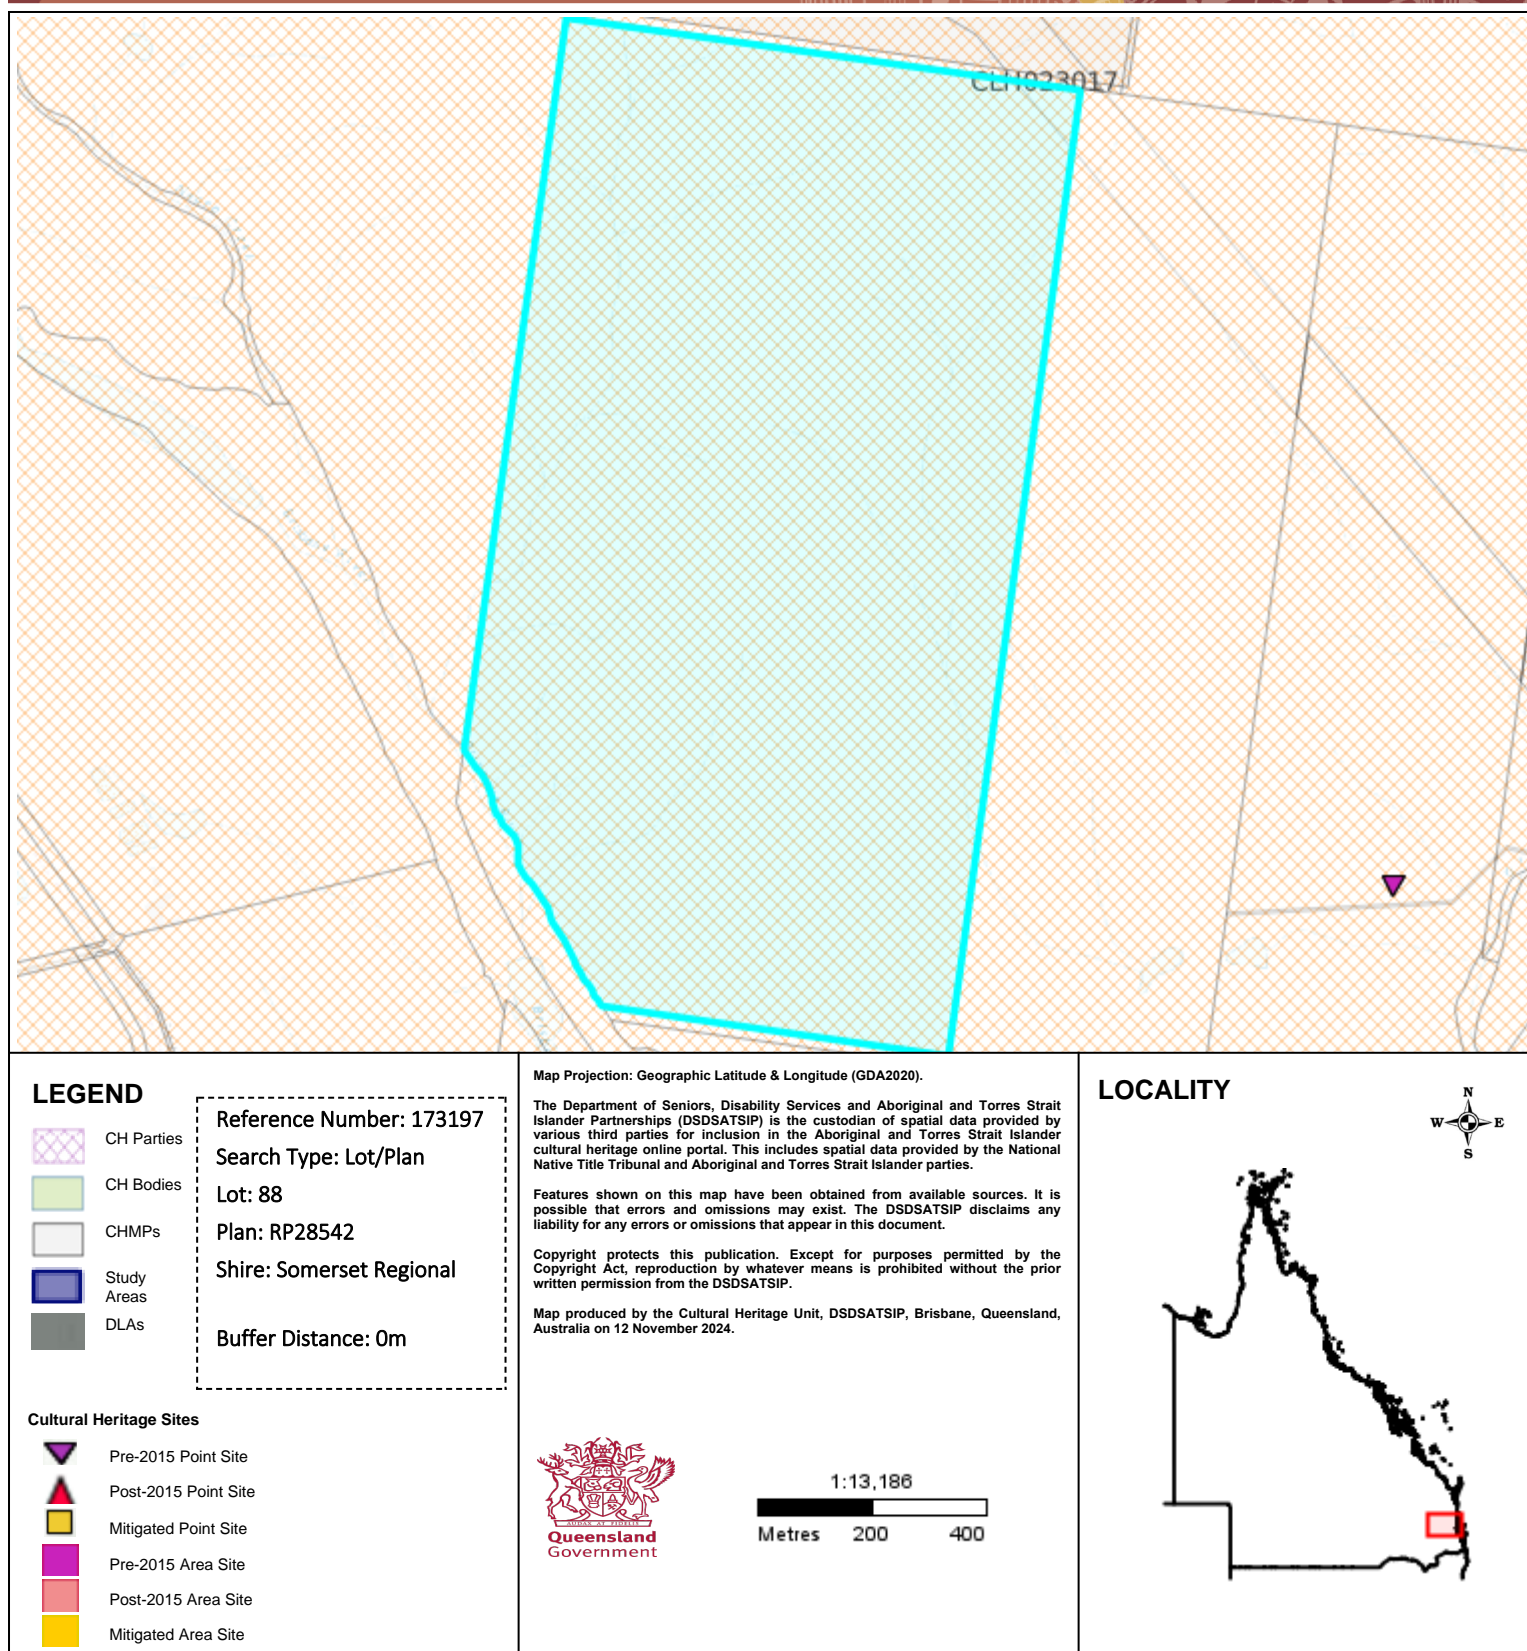 CLH023017
LEGEND
CH Parties
CH Bodies
CHMPs
Study
Areas
DLAs
Reference Number: 173197
Search Type: Lot/Plan
Lot: 88
Plan: RP28542
Shire: Somerset Regional
Buffer Distance: 0m
Cultural Heritage Sites
Pre-2015 Point Site
Post-2015 Point Site
Mitigated Point Site
Pre-2015 Area Site
Post-2015 Area Site
Mitigated Area Site
Map Projection: Geographic Latitude & Longitude (GDA2020).
The Department of Seniors, Disability Services and Aboriginal and Torres Strait
Islander Partnerships (DSDSATSIP) is the custodian of spatial data provided by
various third parties for inclusion in the Aboriginal and Torres Strait Islander
cultural heritage online portal. This includes spatial data provided by the National
Native Title Tribunal and Aboriginal and Torres Strait Islander parties.
Features shown on this map have been obtained from available sources. It is
possible that errors and omissions may exist. The DSDSATSIP disclaims any
liability for any errors or omissions that appear in this document.
Copyright protects this publication. Except for purposes permitted by the
Copyright Act, reproduction by whatever means is prohibited without the prior
written permission from the DSDSATSIP.
Map produced by the Cultural Heritage Unit, DSDSATSIP, Brisbane, Queensland,
Australia on 12 November 2024.
Queensland
Government
1:13,186
Metres 200 400
LOCALITY
N
W E
S